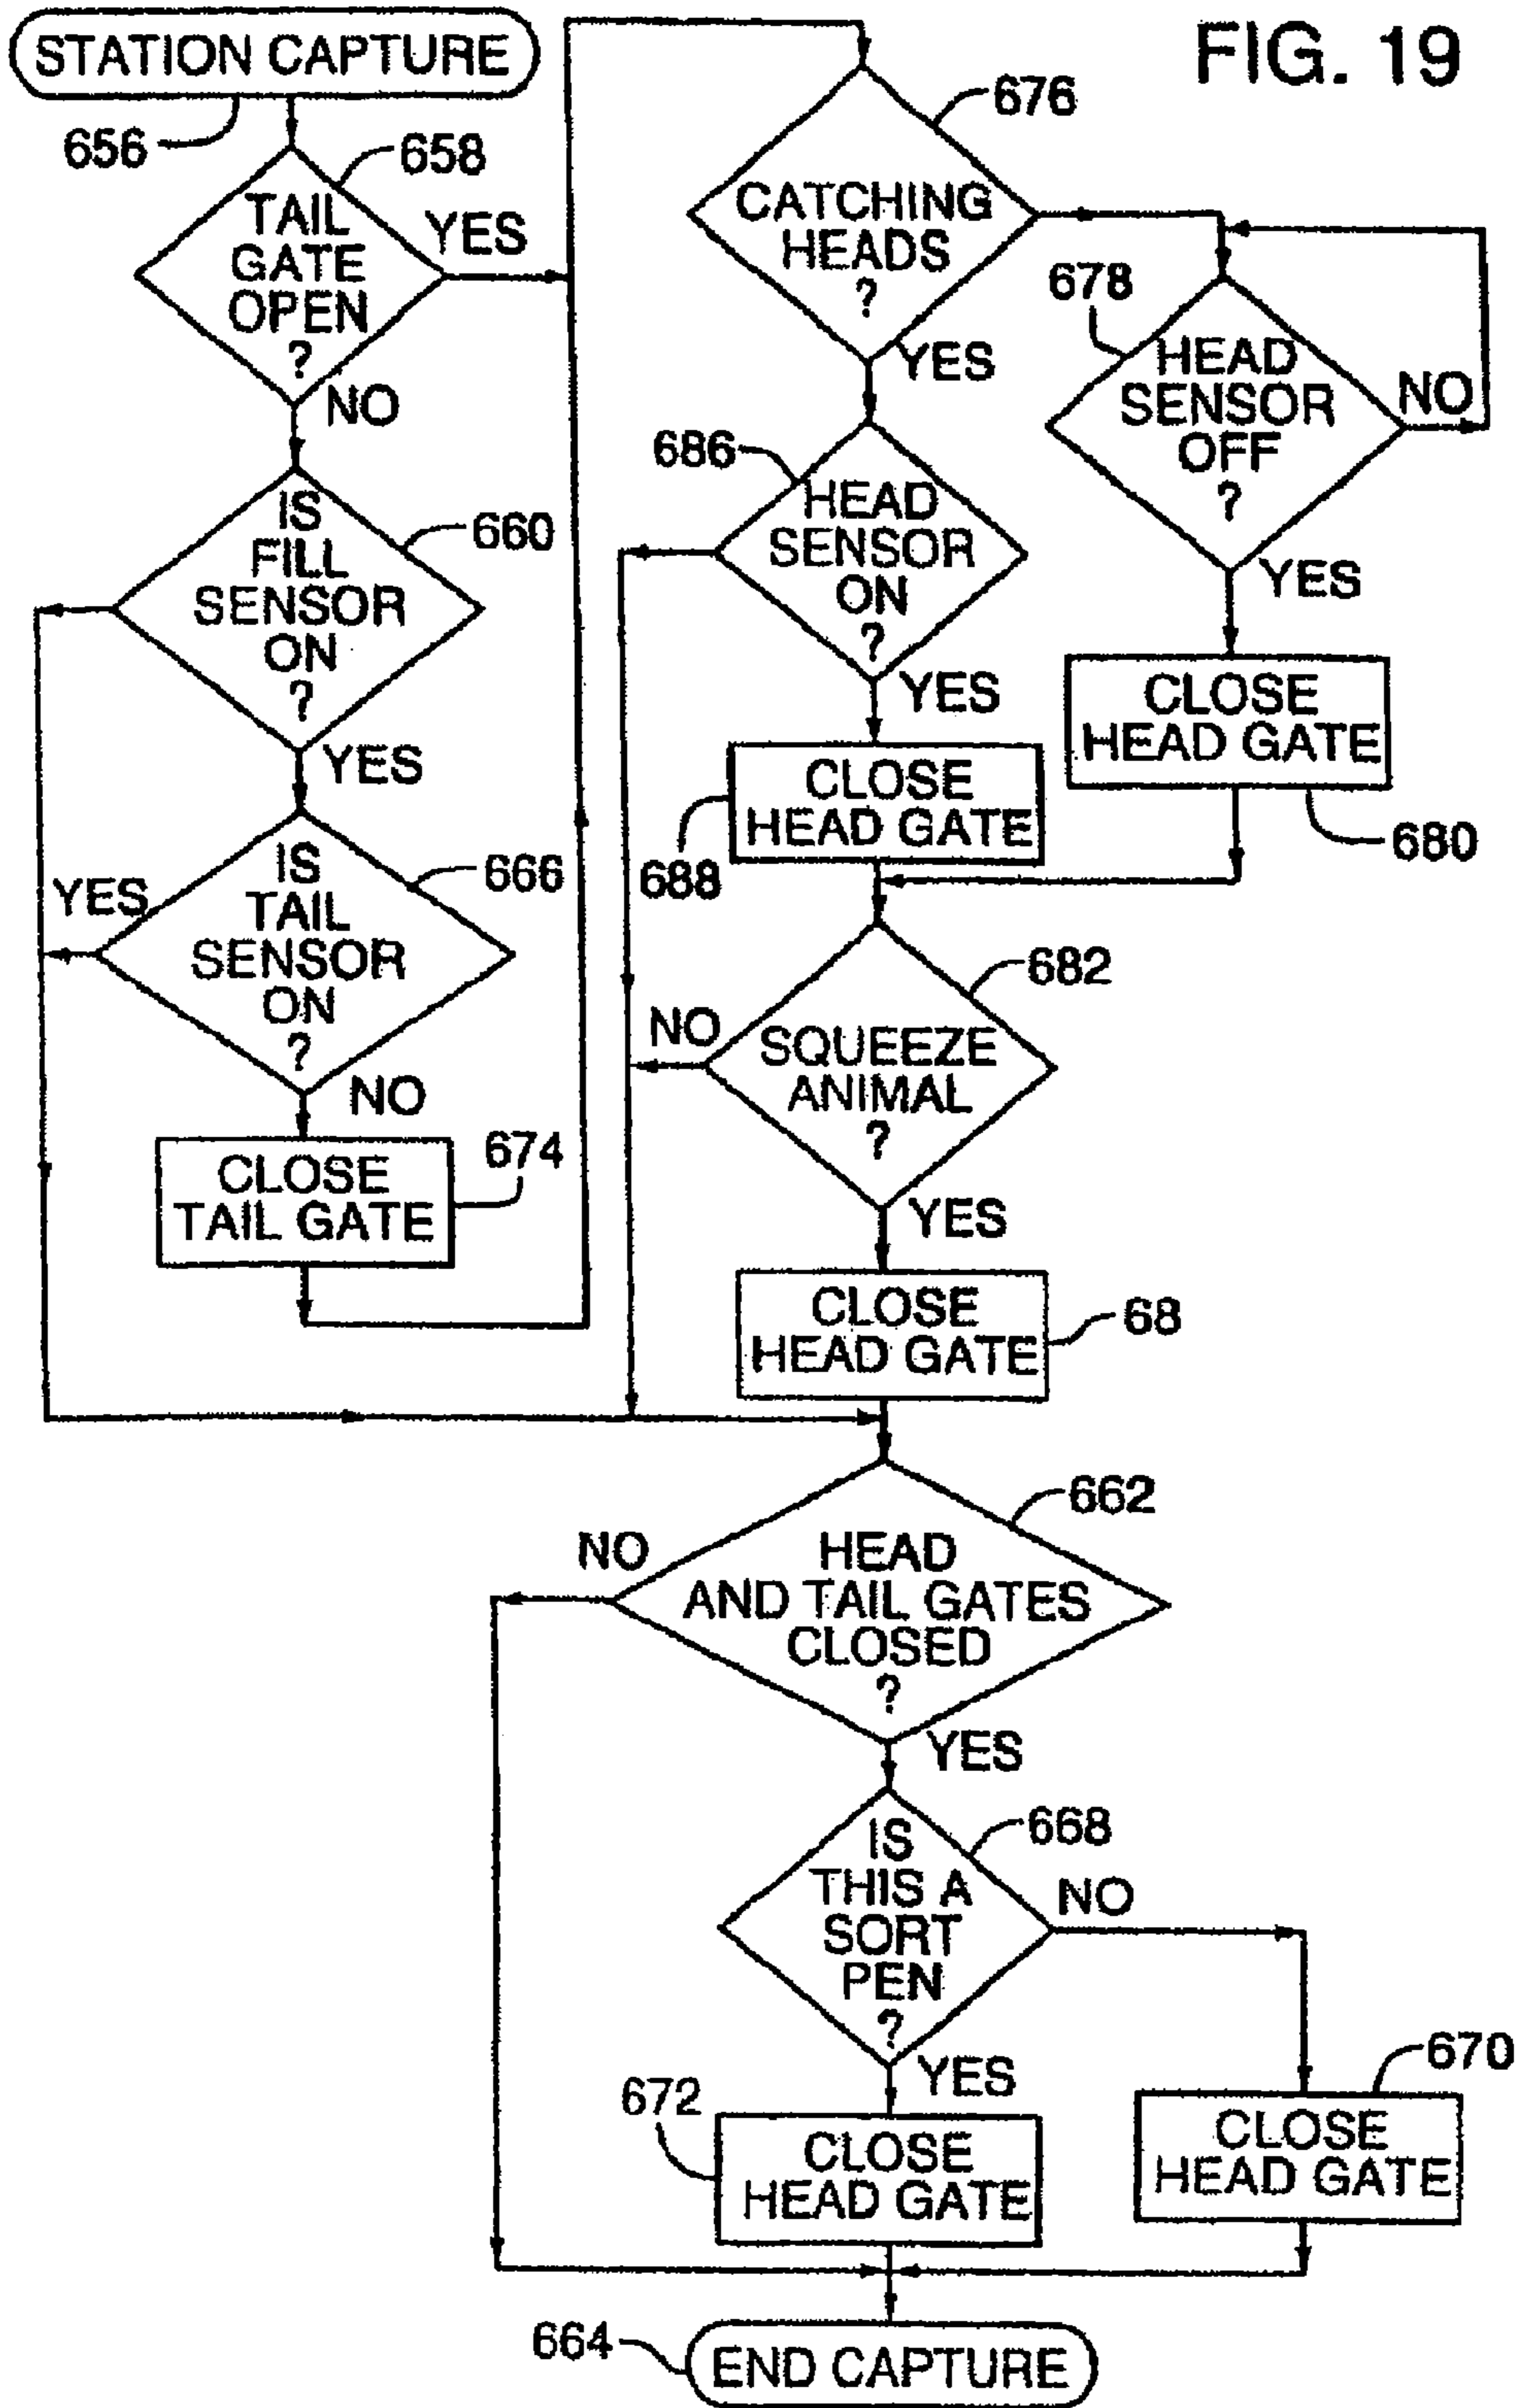 FIG. 19
STATION CAPTURE
656
658
TAIL
GATE
OPEN
?
YES
NO
IS
FILL
SENSOR
ON
?
660
YES
IS
TAIL
SENSOR
ON
?
666
YES
NO
CLOSE
TAIL GATE
674
676
CATCHING
HEADS
?
YES
678
HEAD
SENSOR
OFF
?
NO
YES
CLOSE
HEAD GATE
680
686
HEAD
SENSOR
ON
?
YES
CLOSE
HEAD GATE
688
682
SQUEEZE
ANIMAL
?
NO
YES
CLOSE
HEAD GATE
68
662
HEAD
AND TAIL GATES
CLOSED
?
NO
YES
668
IS
THIS A
SORT
PEN
?
NO
YES
672
CLOSE
HEAD GATE
670
CLOSE
HEAD GATE
664
END CAPTURE